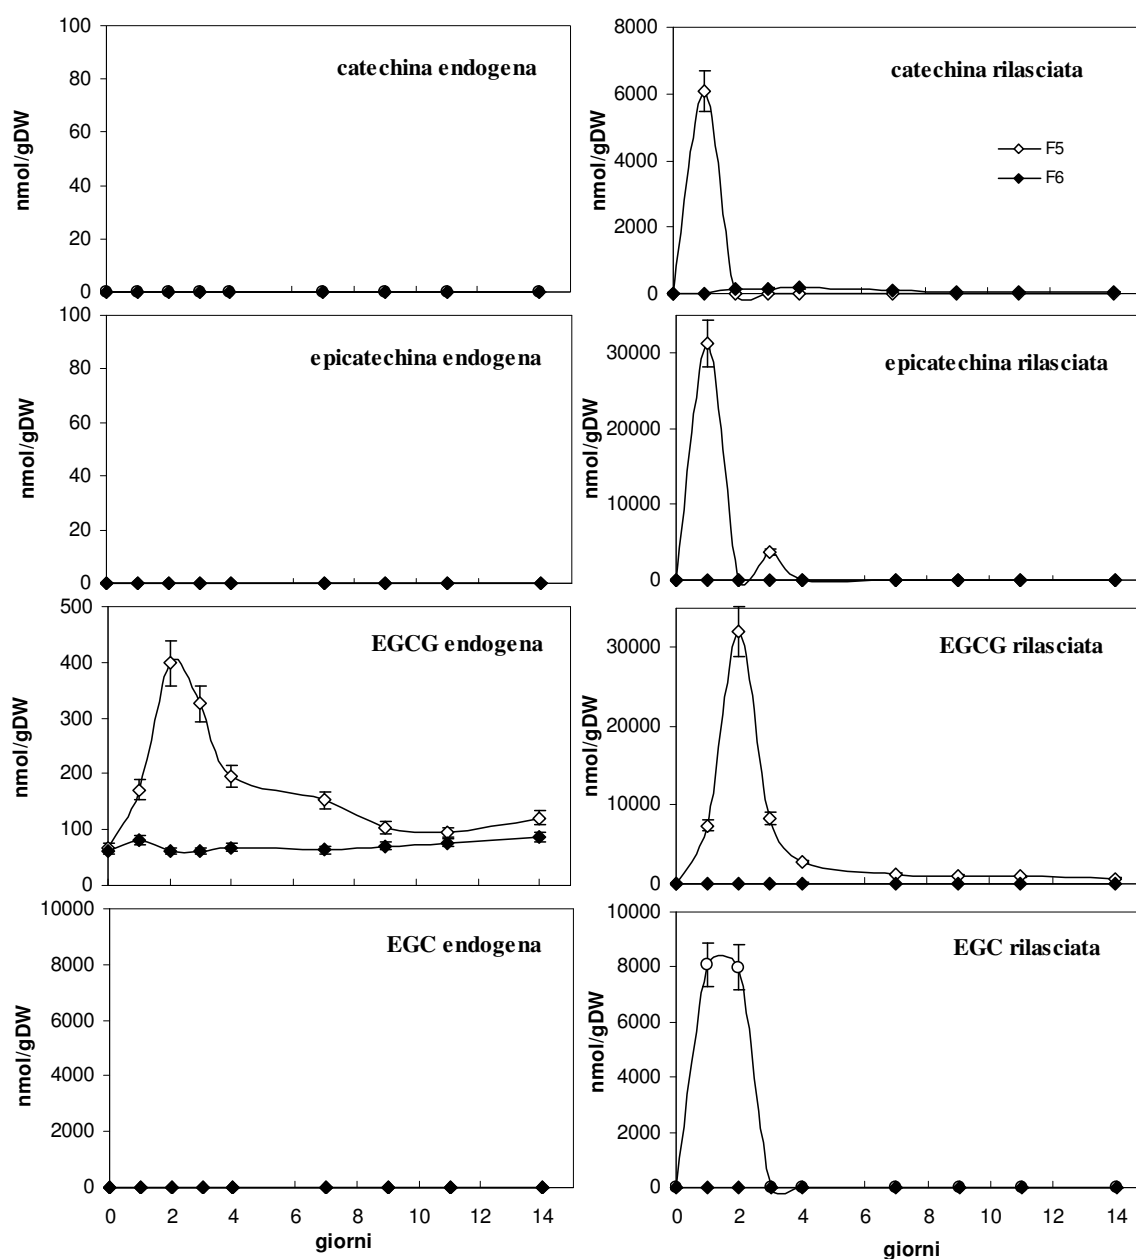 catechina endogena
nmol/gDW
100
80
60
40
20
0
catechina rilasciata
nmol/gDW
8000
6000
4000
2000
0
F5
F6
epicatechina endogena
nmol/gDW
100
80
60
40
20
0
epicatechina rilasciata
nmol/gDW
30000
20000
10000
0
EGCG endogena
nmol/gDW
500
400
300
200
100
0
EGCG rilasciata
nmol/gDW
30000
20000
10000
0
EGC endogena
nmol/gDW
10000
8000
6000
4000
2000
0
0 2 4 6 8 10 12 14
giorni
EGC rilasciata
nmol/gDW
10000
8000
6000
4000
2000
0
0 2 4 6 8 10 12 14
giorni